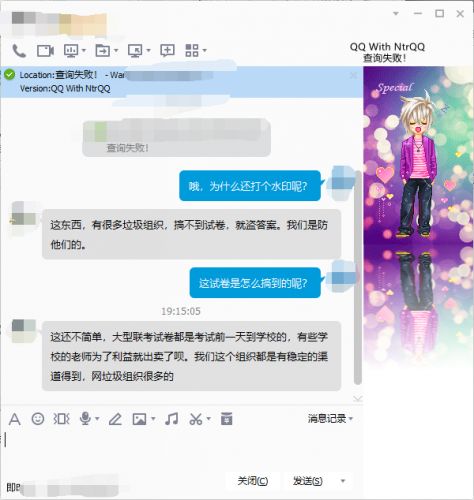 QQ With NtrQQ
查询失败!
Location:查询失败! - Wan
Version:QQ With NtrQQ
Special
查询失败!
哦，为什么还打个水印呢？
这东西，有很多垃圾组织，搞不到试卷，就盗答案。我们是防
他们的。
这试卷是怎么搞到的呢？
19:15:05
这还不简单，大型联考试卷都是考试前一天到学校的，有些学
校的老师为了利益就出卖了呗。我们这个组织都是有稳定的渠
道得到，网垃圾组织很多的
消息记录
关闭(C)
发送(S)